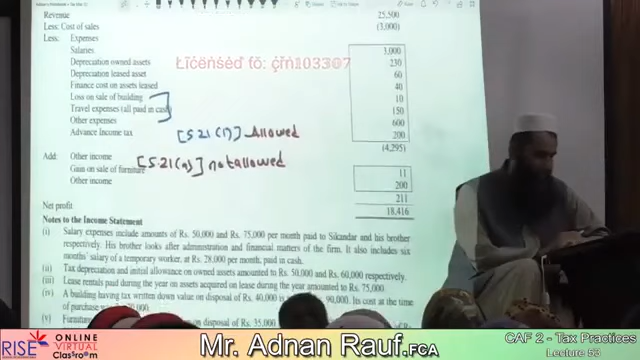 Revenue 25,500
Less: Cost of sales (3,000)
Less: Expenses
Salaries 3,000
Depreciation owned assets 230
Depreciation leased asset 60
Finance cost on assets leased 40
Loss on sale of building 10
Travel expenses (all paid in cash) 150
Other expenses 600
Advance Income tax 200
(4,295)
Add: Other income
Gain on sale of furniture 11
Other income 200
211
Net profit 18,416
[S.21(l)] Allowed
not allowed
Licensed to: çřñ103307
Notes to the Income Statement
(i) Salary expenses include amounts of Rs. 50,000 and Rs. 75,000 per month paid to Sikandar and his brother
respectively. His brother looks after administration and financial matters of the firm. It also includes six
months' salary of a temporary worker, at Rs. 28,000 per month, paid in cash.
(ii) Tax depreciation and initial allowance on owned assets amounted to Rs. 50,000 and Rs. 60,000 respectively.
(iii) Lease rentals paid during the year on assets acquired on lease during the year amounted to Rs.
(iv) A building having tax written down value on disposal of Rs. 40,000 90,000. Its cost at the time
of purchase
(v) on disposal of Rs. 35,000
RISE ONLINE VIRTUAL Classroom
Mr. Adnan Rauf.FCA
CAF 2 - Tax Practices
Lecture 53